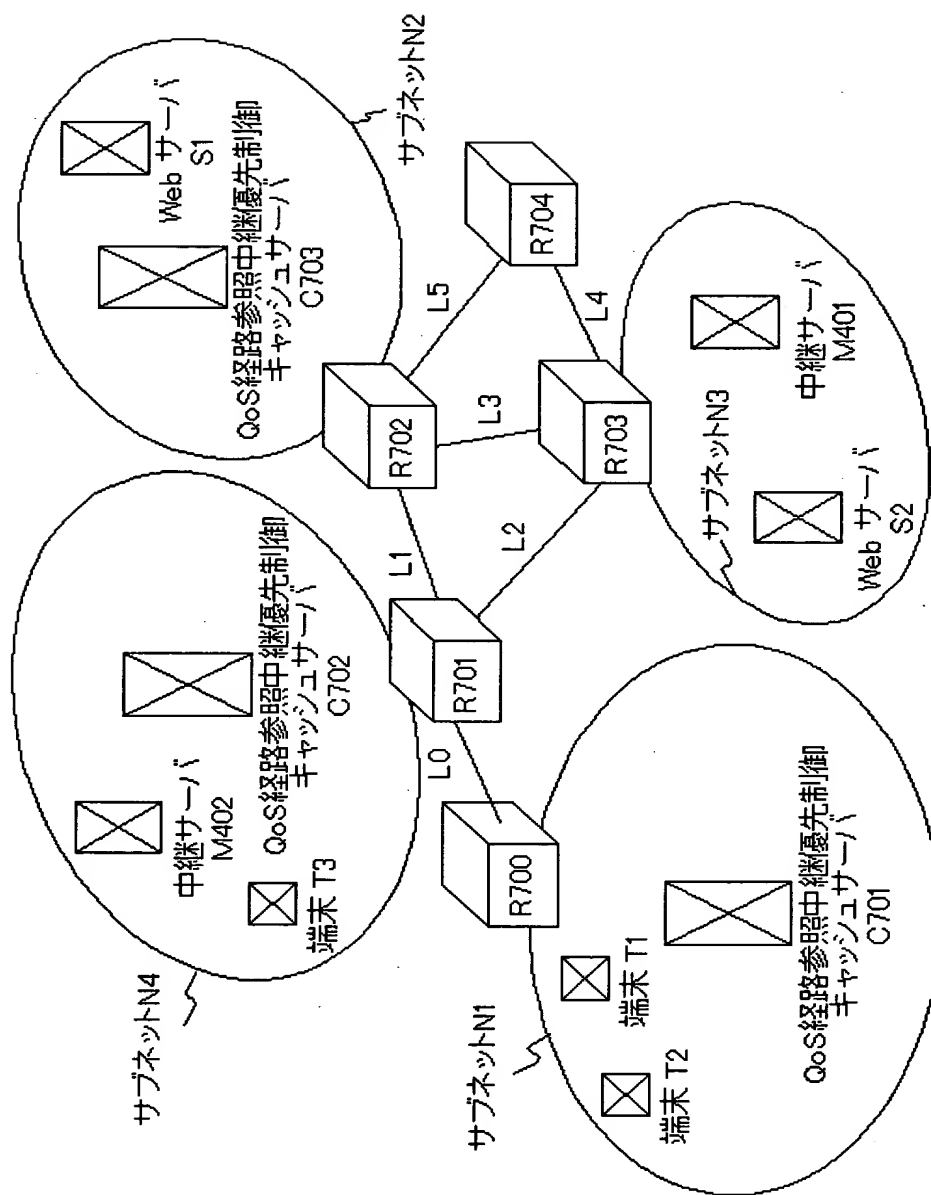 サブネットN4
中継サーバ
M402
端末 T3
QoS経路参照中継優先制御
キャッシュサーバ
C702
Web サーバ
S1
QoS経路参照中継優先制御
キャッシュサーバ
C703
サブネットN2
L0
R701
L1
R702
L5
R704
L2
L3
R703
L4
R700
サブネットN1
端末 T2
端末 T1
QoS経路参照中継優先制御
キャッシュサーバ
C701
サブネットN3
Web サーバ
S2
中継サーバ
M401